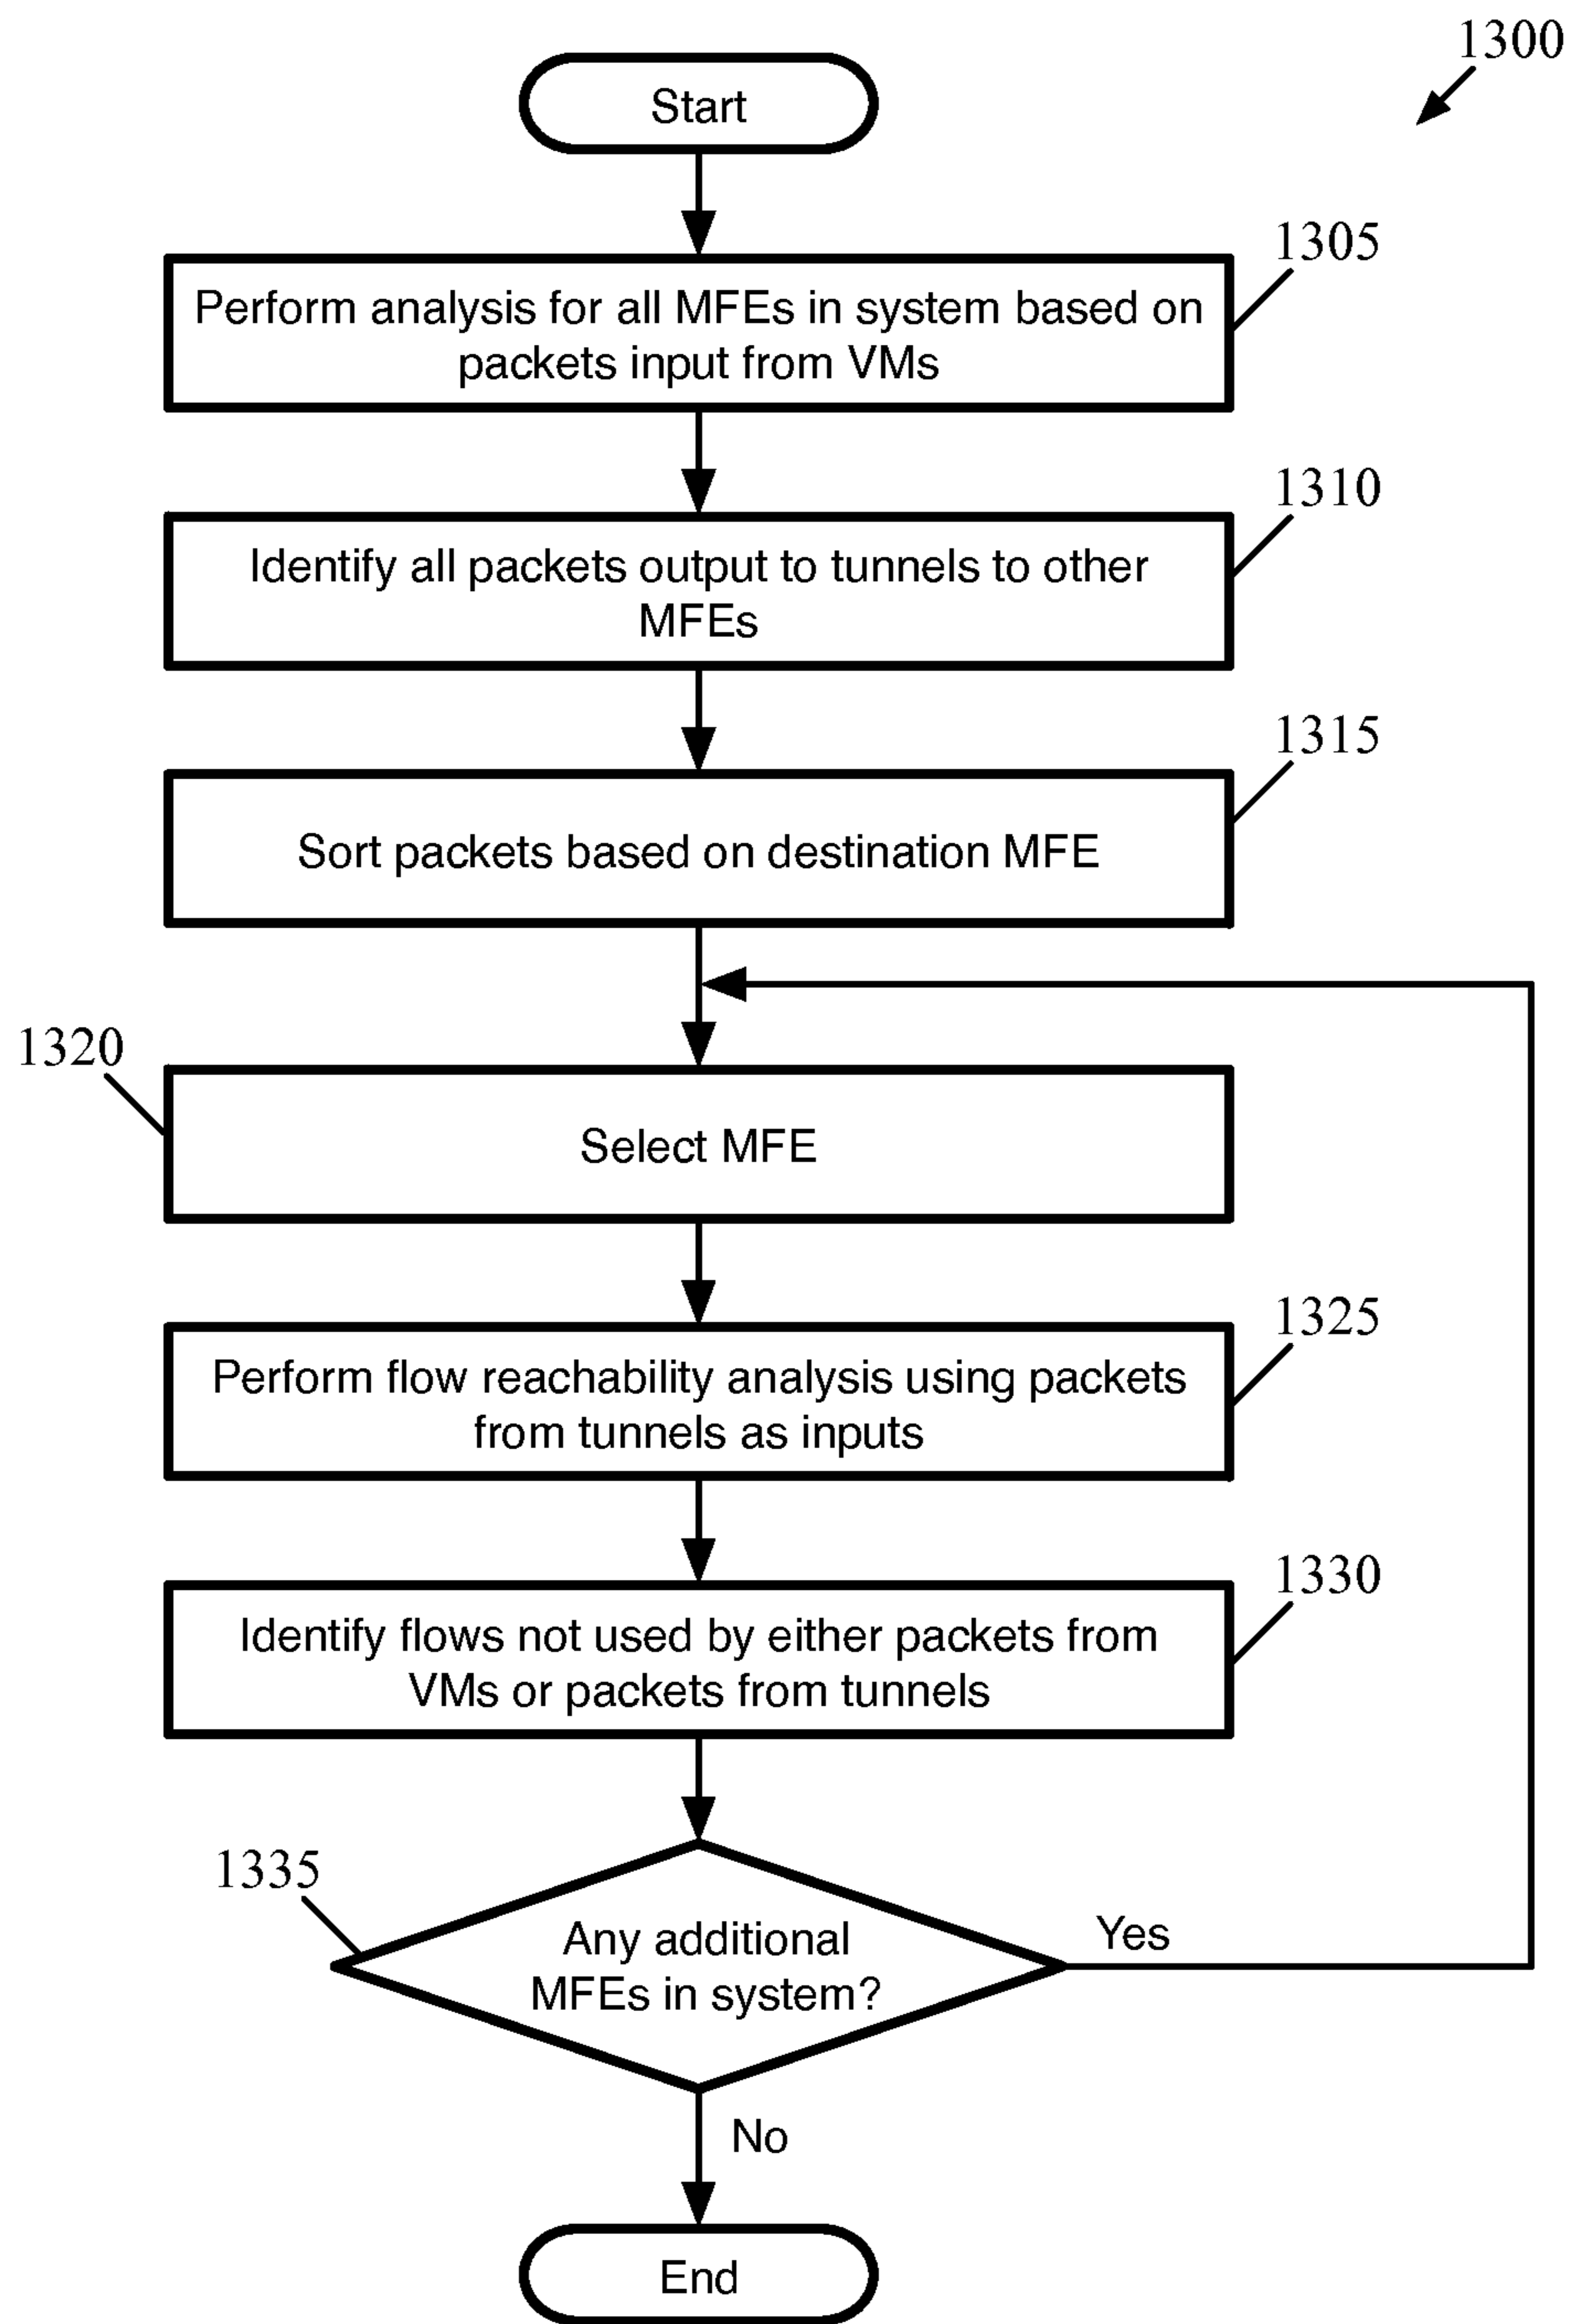 1300
Start
1305
Perform analysis for all MFEs in system based on
packets input from VMs
1310
Identify all packets output to tunnels to other
MFEs
1315
Sort packets based on destination MFE
1320
Select MFE
1325
Perform flow reachability analysis using packets
from tunnels as inputs
1330
Identify flows not used by either packets from
VMs or packets from tunnels
1335
Any additional
MFEs in system?
Yes
No
End